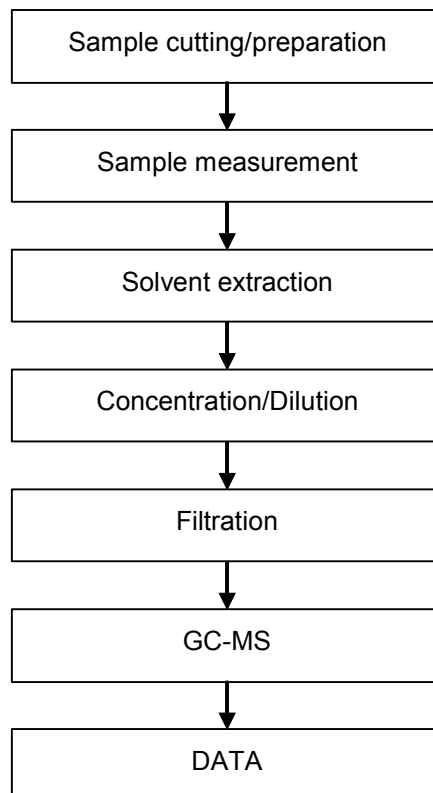 Sample cutting/preparation
Sample measurement
Solvent extraction
Concentration/Dilution
Filtration
GC-MS
DATA